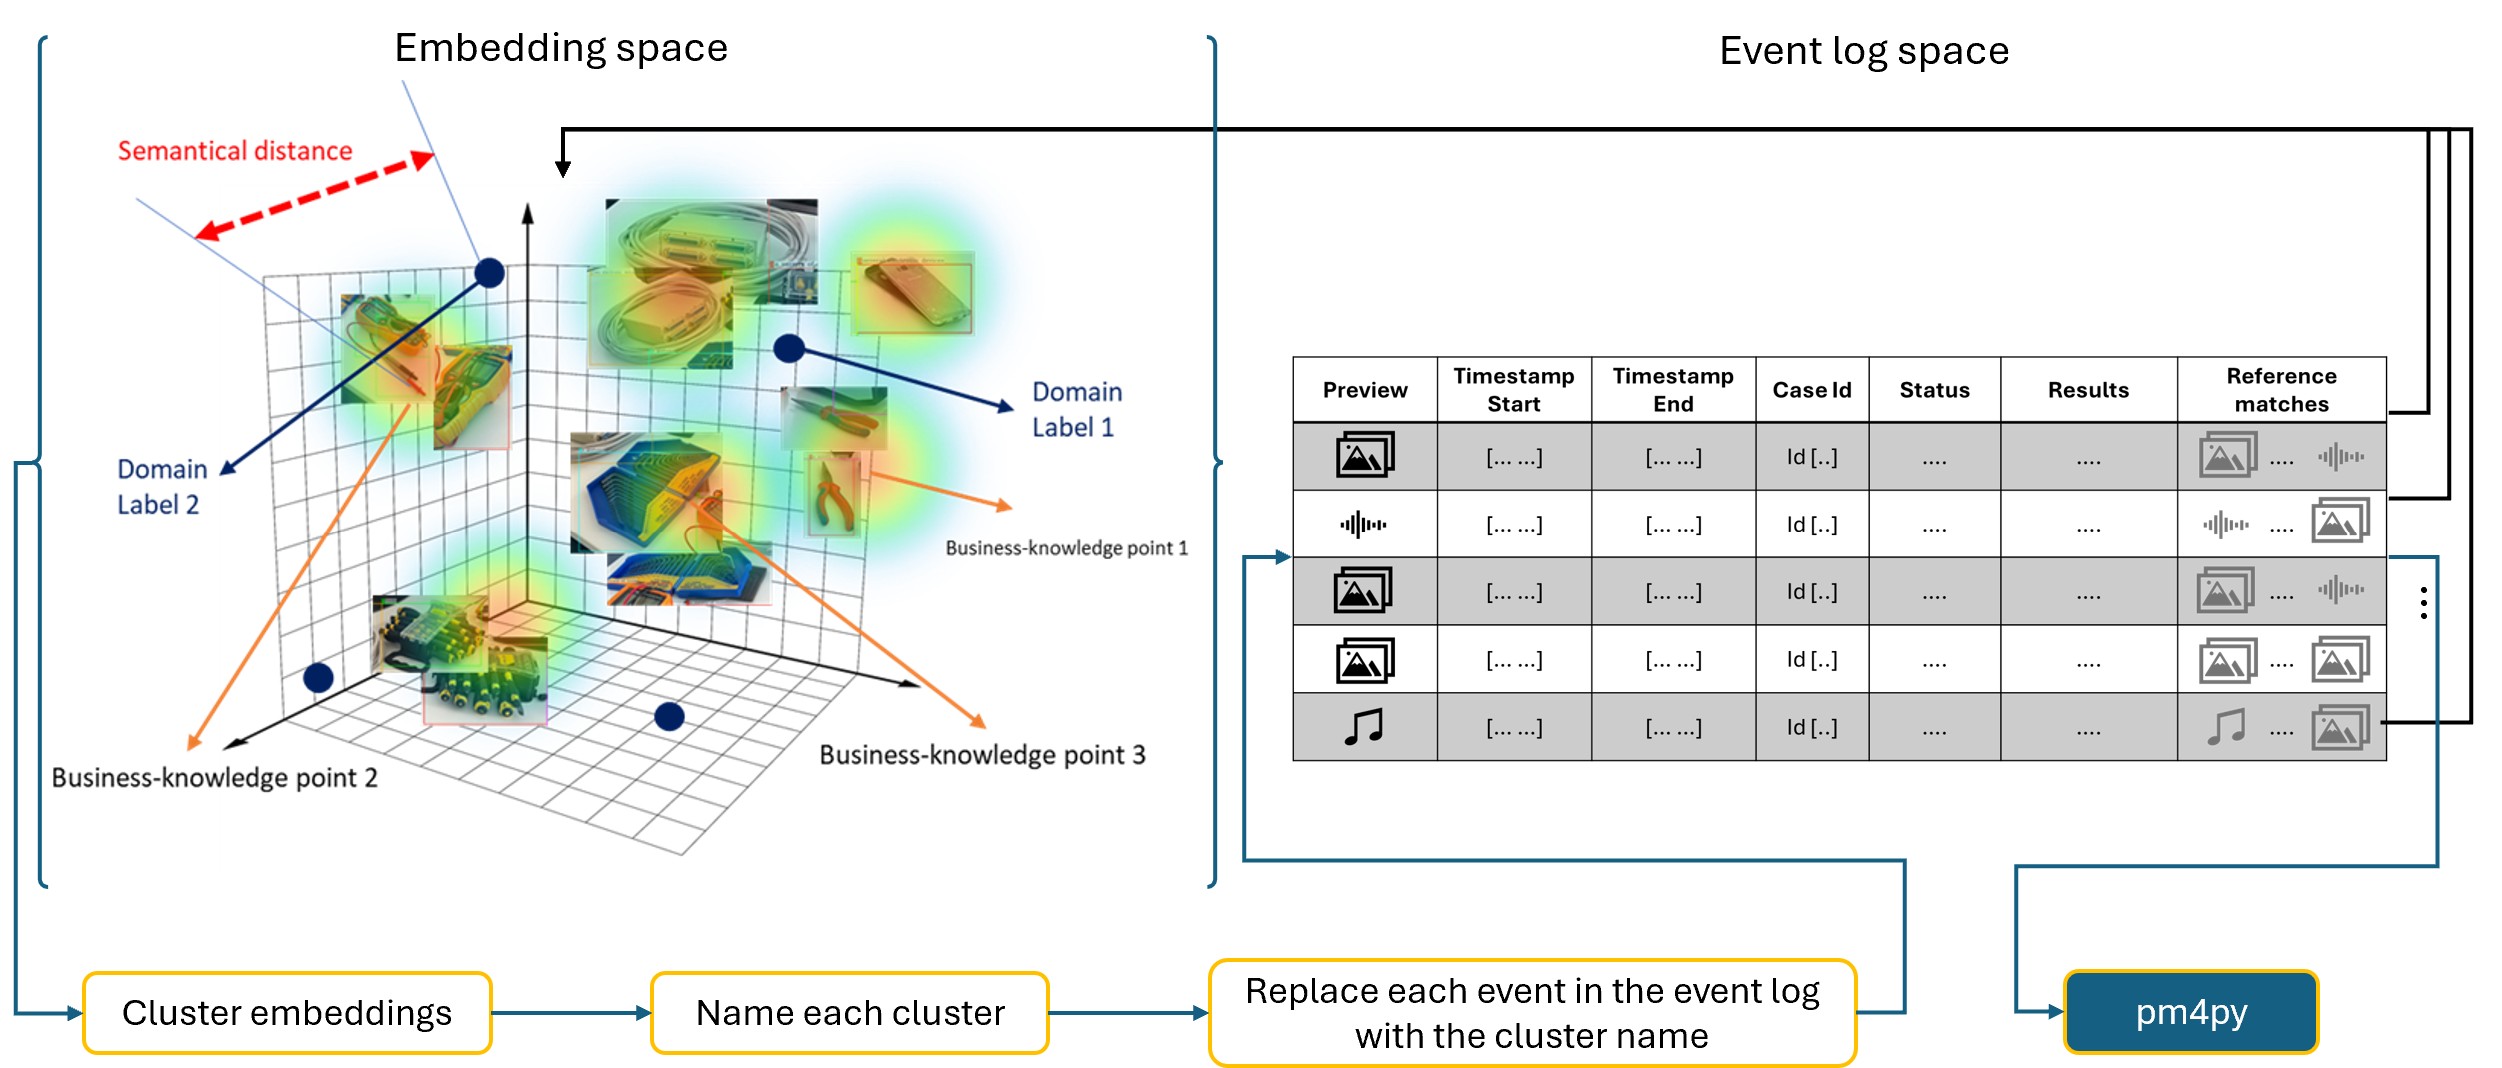 Embedding space
Event log space
Semantical distance
Domain
Label 1
Domain
Label 2
Business-knowledge point 1
Business-knowledge point 3
Business-knowledge point 2
Preview Timestamp Start Timestamp End Case Id Status Results Reference matches
[... ...] [... ...] Id [..] .... .... ....
[... ...] [... ...] Id [..] .... .... ....
[... ...] [... ...] Id [..] .... .... ....
[... ...] [... ...] Id [..] .... .... ....
[... ...] [... ...] Id [..] .... .... ....
Cluster embeddings
Name each cluster
Replace each event in the event log
with the cluster name
pm4py